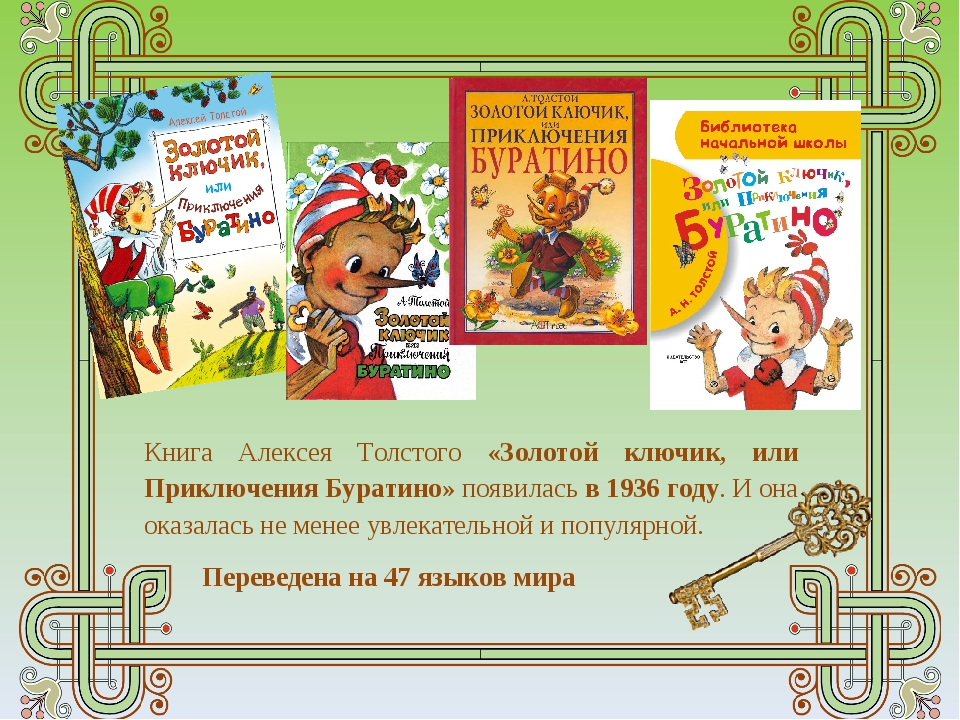 Алексей Толстой
Золотой
ключик,
или
Приключения
Буратино
А. Толстой
Золотой
ключик
или
Приключения
БУРАТИНО
А.ТОЛСТОЙ
ЗОЛОТОЙ КЛЮЧИК,
ИЛИ
ПРИКЛЮЧЕНИЯ
БУРАТИНО
Библиотека
начальной школы
Золотой ключик,
или Приключения
Буратино
А. Н. ТОЛСТОЙ
ИЗДАТЕЛЬСТВО
АСТ
Книга Алексея Толстого «Золотой ключик, или
Приключения Буратино» появилась в 1936 году. И она
оказалась не менее увлекательной и популярной.
Переведена на 47 языков мира